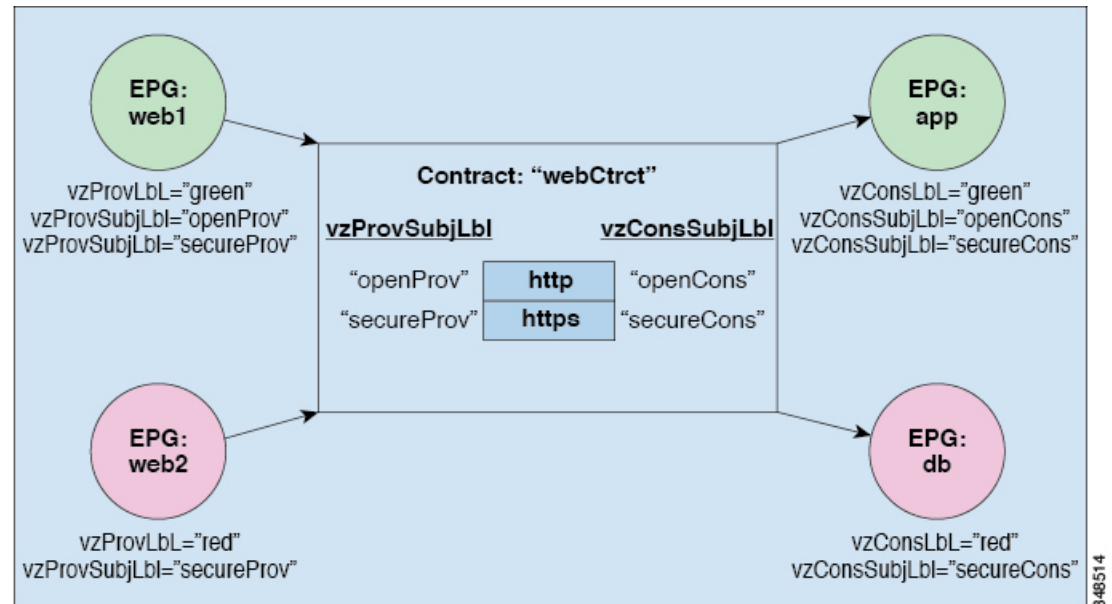 EPG:
web1
vzProvLbL="green"
vzProvSubjLbl="openProv"
vzProvSubjLbl="secureProv"
EPG:
app
vzConsLbL="green"
vzConsSubjLbl="openCons"
vzConsSubjLbl="secureCons"
Contract: “webCtrct”
vzProvSubjLbl vzConsSubjLbl
“openProv” http “openCons”
“secureProv” https “secureCons”
EPG:
web2
vzProvLbL="red"
vzProvSubjLbl="secureProv"
EPG:
db
vzConsLbL="red"
vzConsSubjLbl="secureCons"
348514